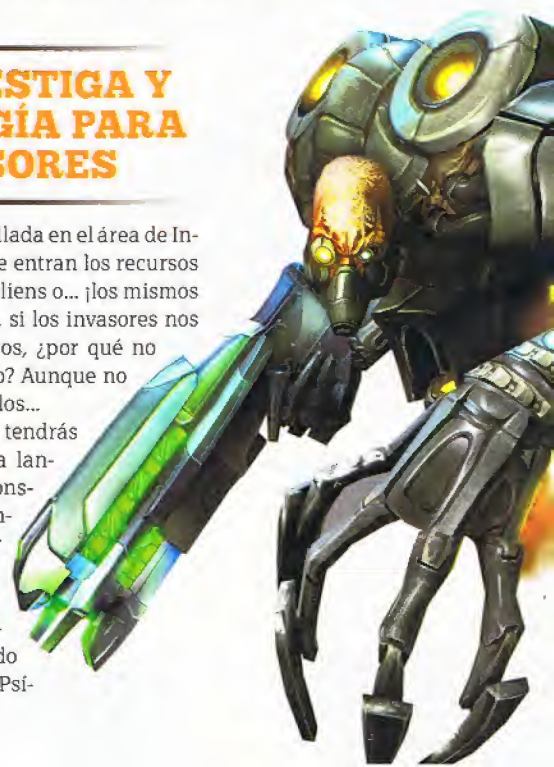 ESTIGA Y
GÍA PARA
SORES
llada en el área de In-
e entran los recursos
liens o... ¡los mismos
si los invasores nos
os, ¿por qué no
o? Aunque no
los...
tendrás
a lan-
ons-
n-
-
do
Psí-